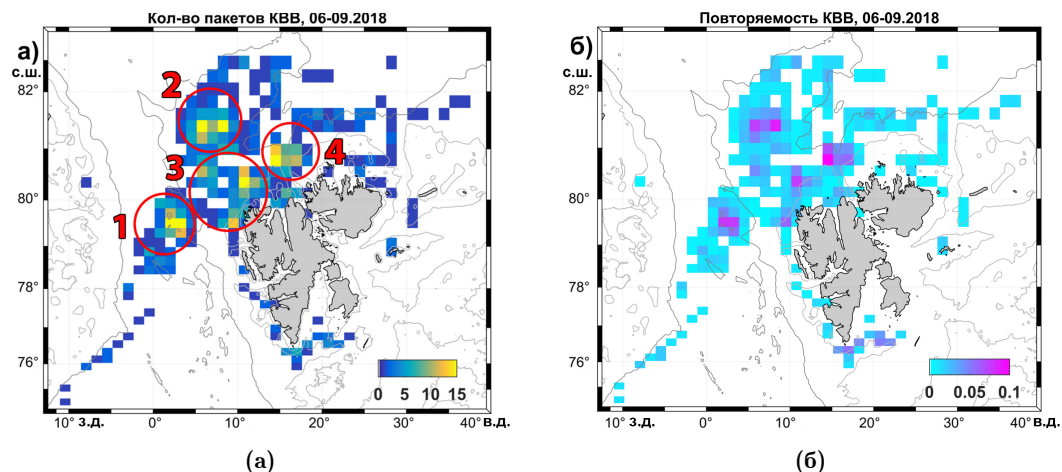 Кол-во пакетов КВВ, 06-09.2018
а)
с.ш.
82°
80°
78°
76°
2
3
4
1
0 5 10 15
10° з.д. 0° 10° 20° 30° 40° в.д.
(а)
Повторяемость КВВ, 06-09.2018
б)
с.ш.
82°
80°
78°
76°
0 0.05 0.1
10° з.д. 0° 10° 20° 30° 40° в.д.
(б)